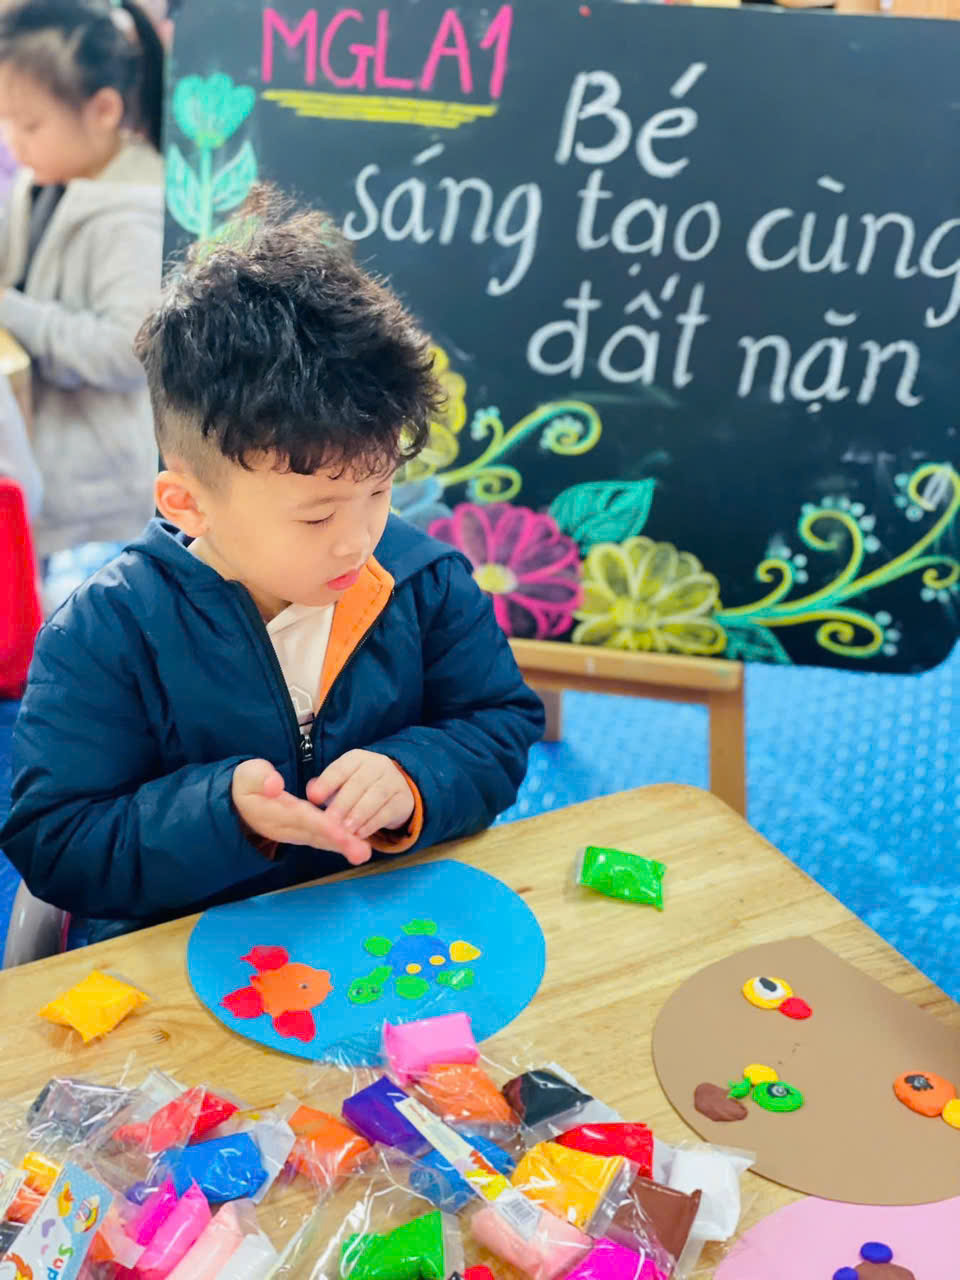 MGLA1
Bé
sáng tạo cùng
đất nặn